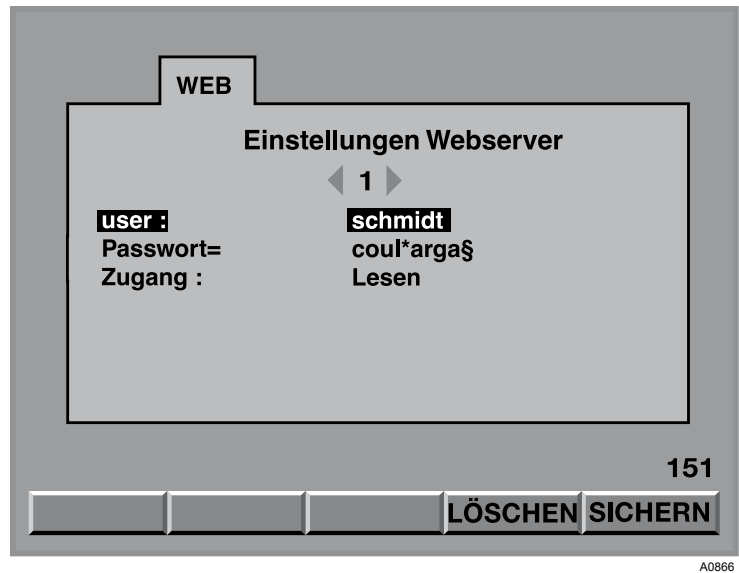 WEB
Einstellungen Webserver
1
user : schmidt
Passwort= coul*arga§
Zugang : Lesen
151
LÖSCHEN SICHERN
A0866